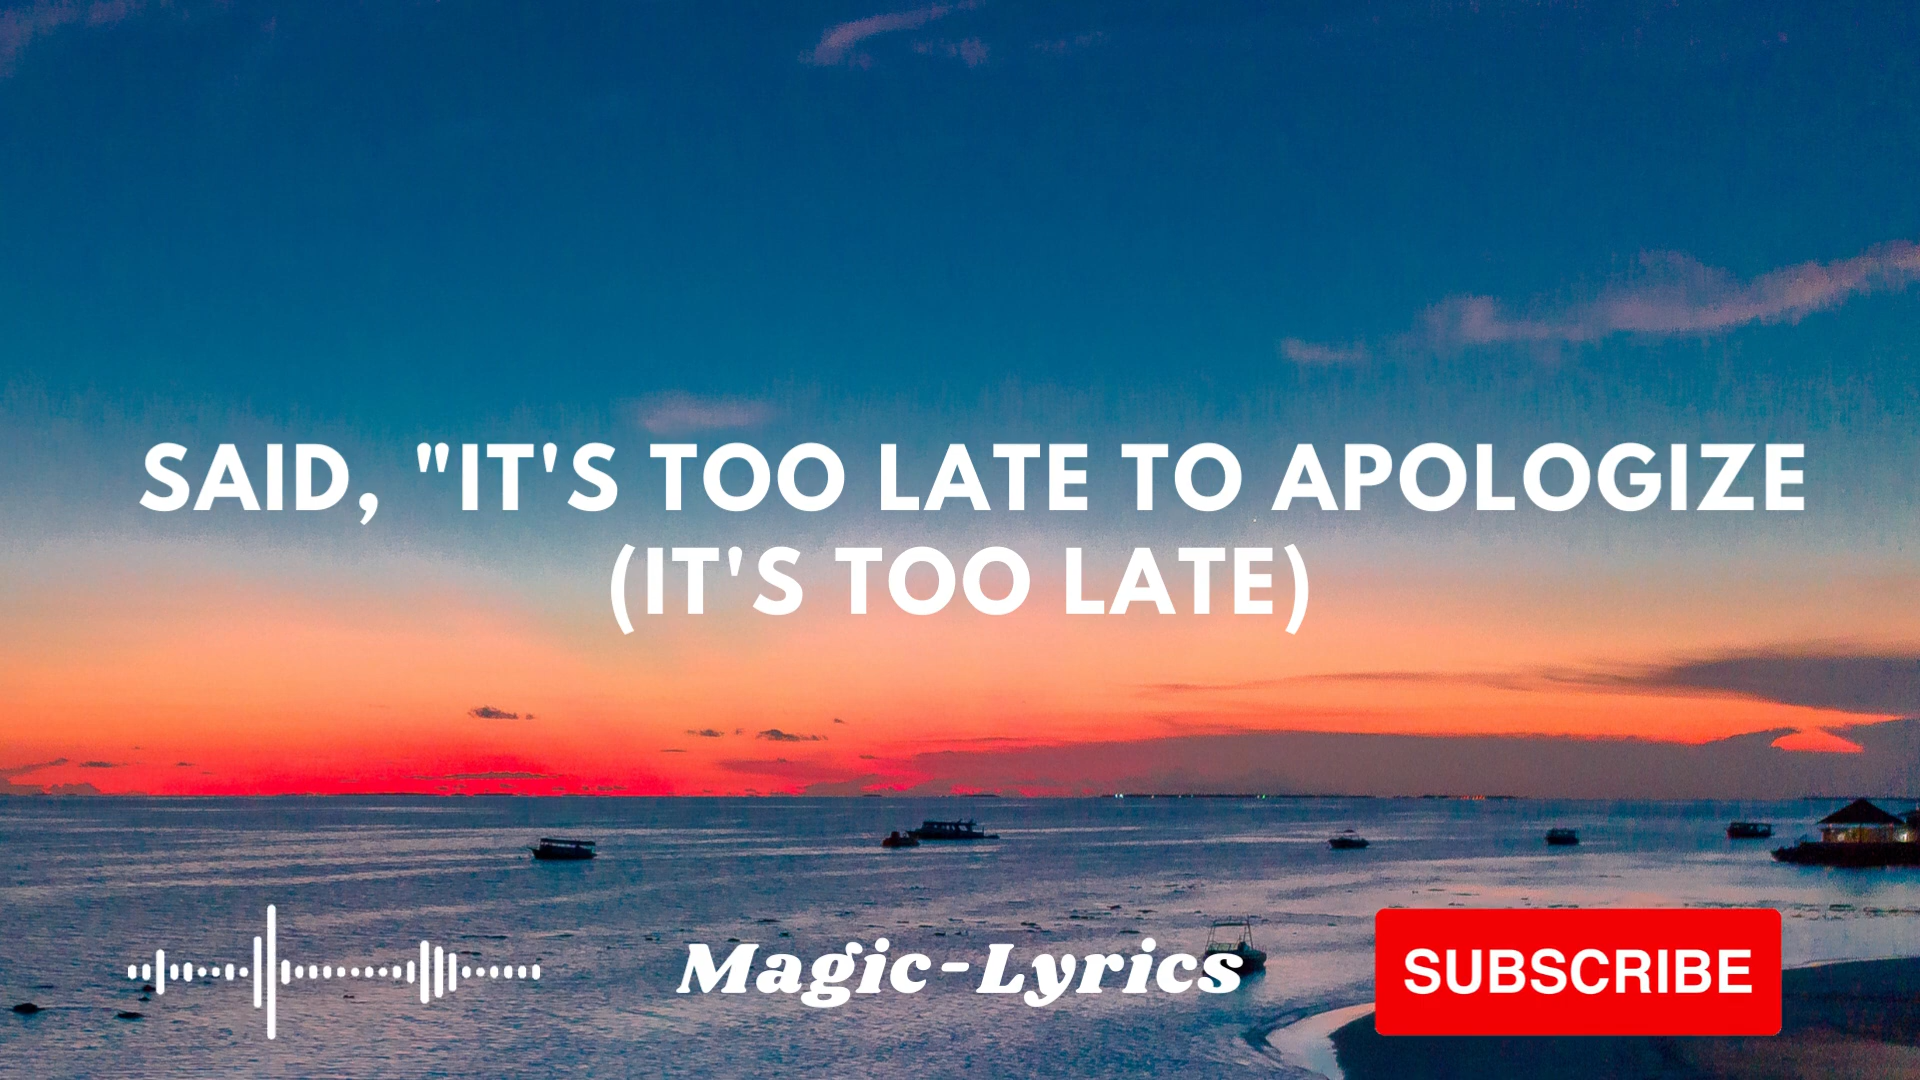 SAID, "IT'S TOO LATE TO APOLOGIZE
(IT'S TOO LATE)
Magic-Lyrics
SUBSCRIBE